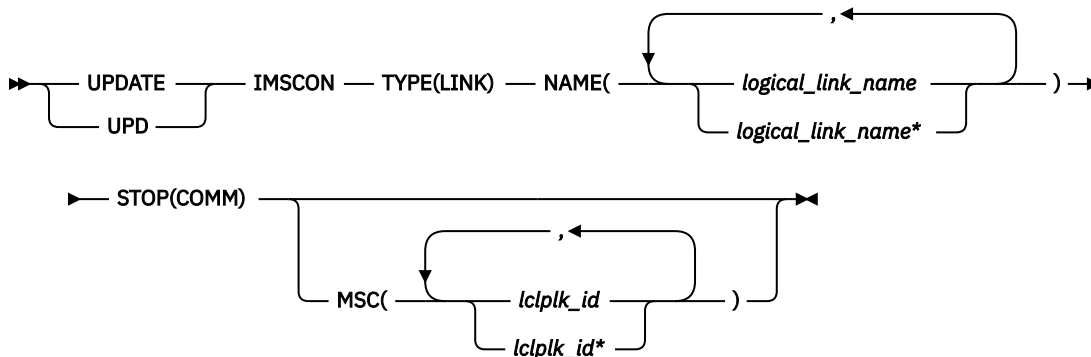 ,
UPDATE IMSCON TYPE(LINK) NAME( logical_link_name )
UPD logical_link_name*
STOP(COMM)
,
MSC( lclplk_id )
lclplk_id*